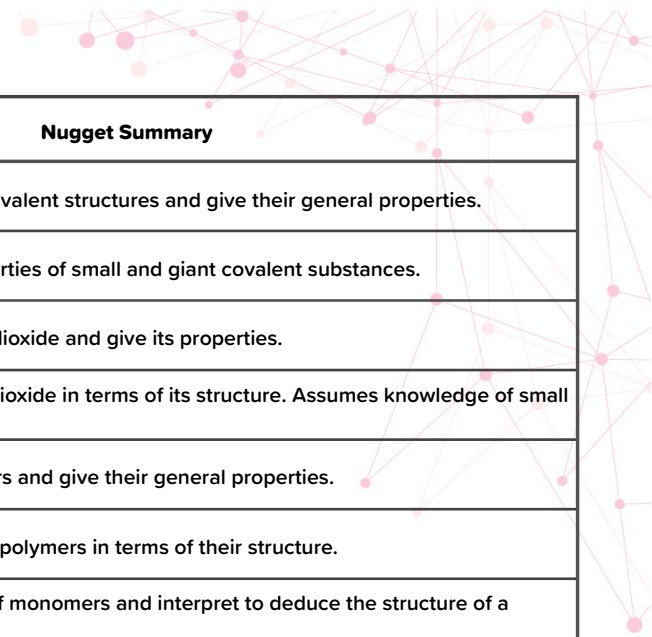 Nugget Summary
valent structures and give their general properties.
rties of small and giant covalent substances.
dioxide and give its properties.
ioxide in terms of its structure. Assumes knowledge of small
rs and give their general properties.
polymers in terms of their structure.
f monomers and interpret to deduce the structure of a